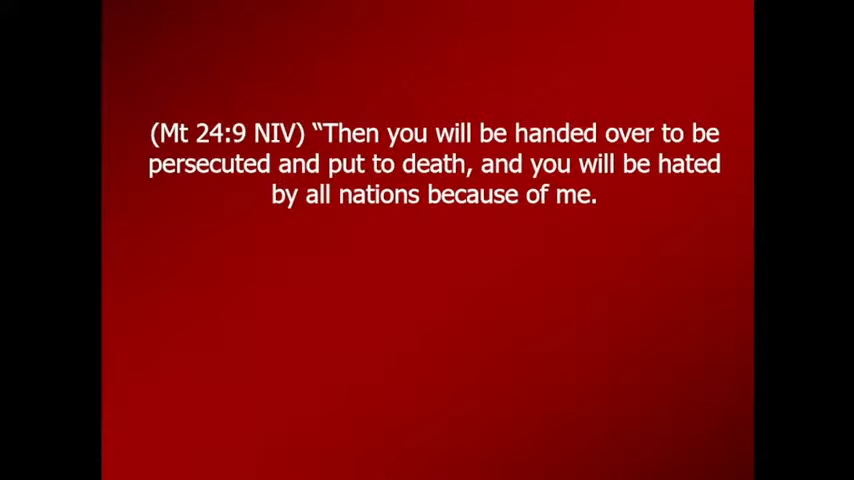 (Mt 24:9 NIV) “Then you will be handed over to be
persecuted and put to death, and you will be hated
by all nations because of me.